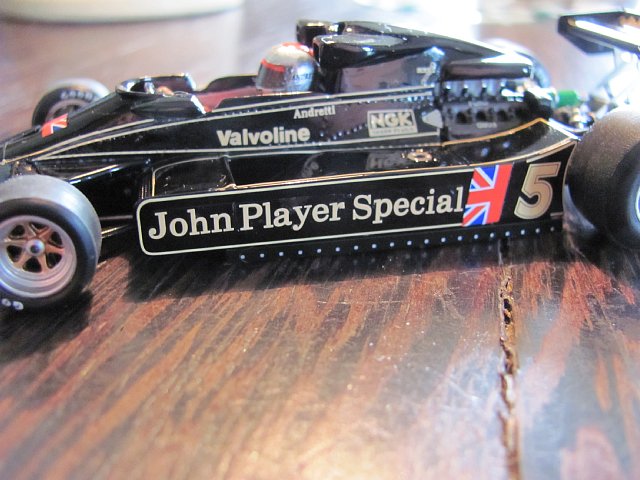 Andretti
Valvoline
NGK
John Player Special
5